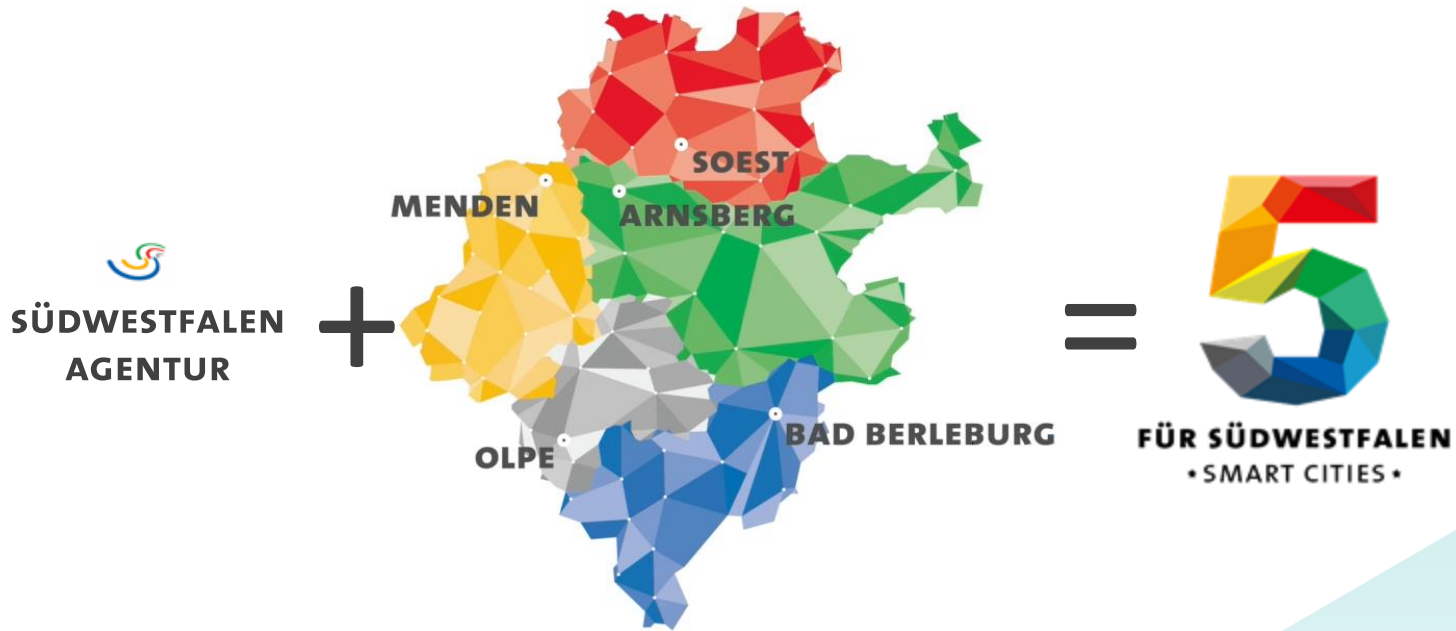 SÜDWESTFALEN
AGENTUR
+
SOEST
MENDEN
ARNSBERG
OLPE
BAD BERLEBURG
=
5
FÜR SÜDWESTFALEN
• SMART CITIES •